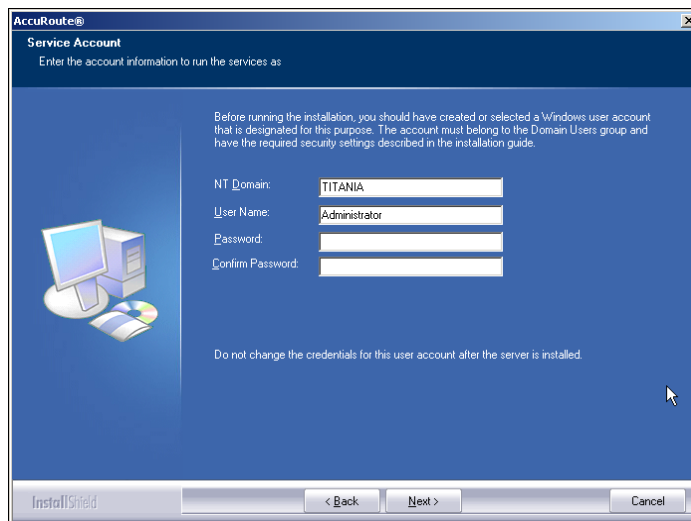 AccuRoute®
Service Account
Enter the account information to run the services as
Before running the installation, you should have created or selected a Windows user account
that is designated for this purpose. The account must belong to the Domain Users group and
have the required security settings described in the installation guide.
NT Domain: TITANIA
User Name: Administrator
Password:
Confirm Password:
Do not change the credentials for this user account after the server is installed.
InstallShield < Back Next > Cancel